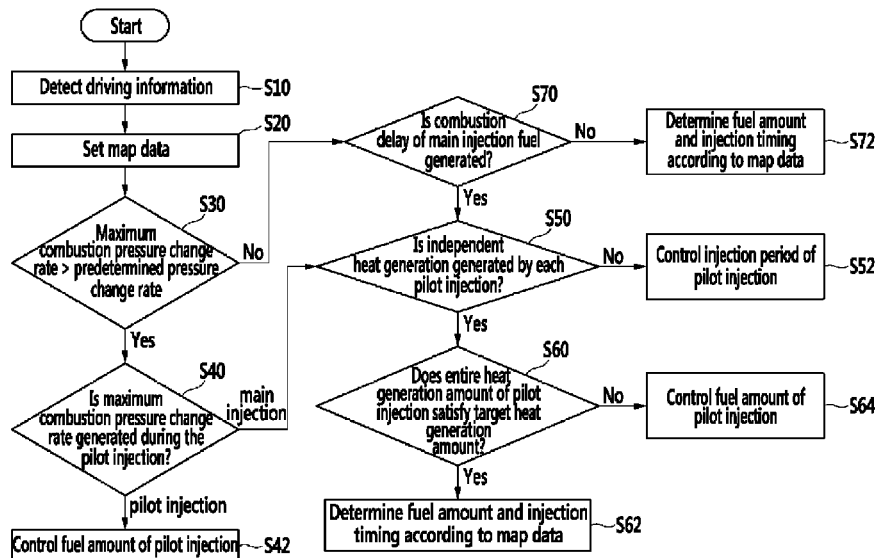 Start
Detect driving information
S10
S20
Set map data
S30
Maximum
combustion pressure change
rate > predetermined pressure
change rate
No
Yes
S40
Is maximum
combustion pressure change
rate generated during the
pilot injection?
main
injection
pilot injection
Control fuel amount of pilot injection
S42
S70
Is combustion
delay of main injection fuel
generated?
No
Determine fuel amount
and injection timing
according to map data
S72
Yes
S50
Is independent
heat generation generated by each
pilot injection?
No
Control injection period of
pilot injection
S52
Yes
S60
Does entire heat
generation amount of pilot
injection satisfy target heat
generation
amount?
No
Control fuel amount of
pilot injection
S64
Yes
Determine fuel amount and injection
timing according to map data
S62